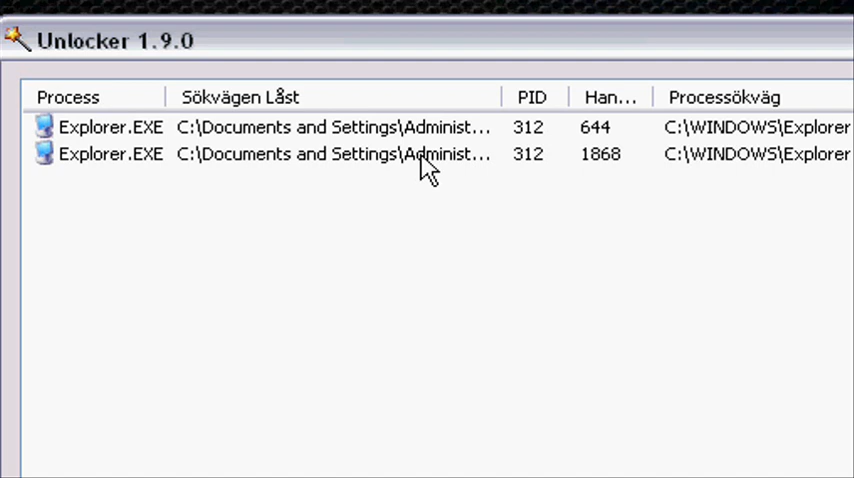 Unlocker 1.9.0
Process Sökvägen Låst PID Han... Processökväg
Explorer.EXE C:\Documents and Settings\Administ... 312 644 C:\WINDOWS\Explorer
Explorer.EXE C:\Documents and Settings\Administ... 312 1868 C:\WINDOWS\Explorer